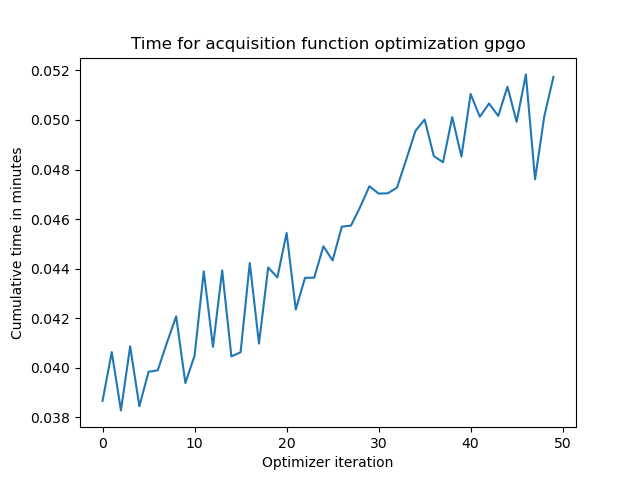 Time for acquisition function optimization gpgo
0.052
0.050
0.048
0.046
0.044
0.042
0.040
0.038
Cumulative time in minutes
0 10 20 30 40 50
Optimizer iteration